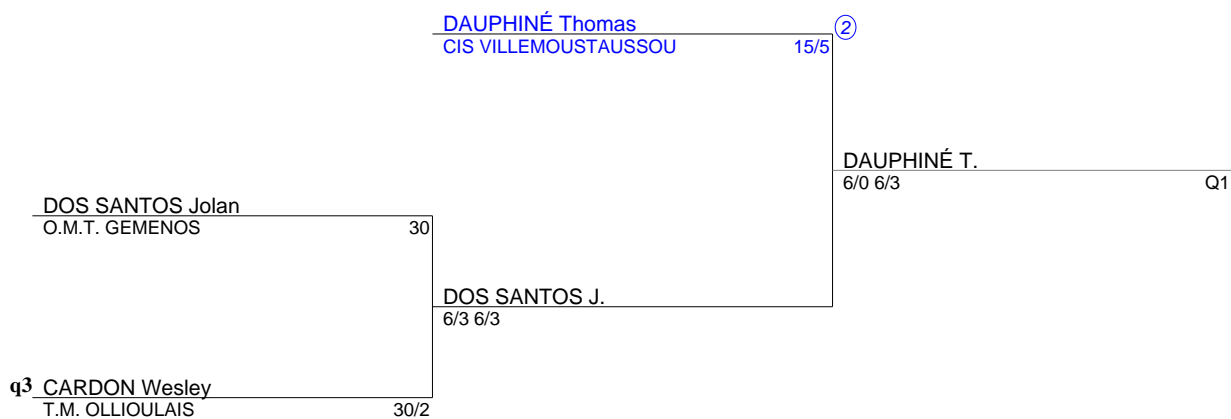 DAUPHINÉ Thomas 2
CIS VILLEMOUSTAUSSOU 15/5
DAUPHINÉ T.
6/0 6/3 Q1
DOS SANTOS Jolan
O.M.T. GEMENOS 30
DOS SANTOS J.
6/3 6/3
q3 CARDON Wesley
T.M. OLLIOULAIS 30/2